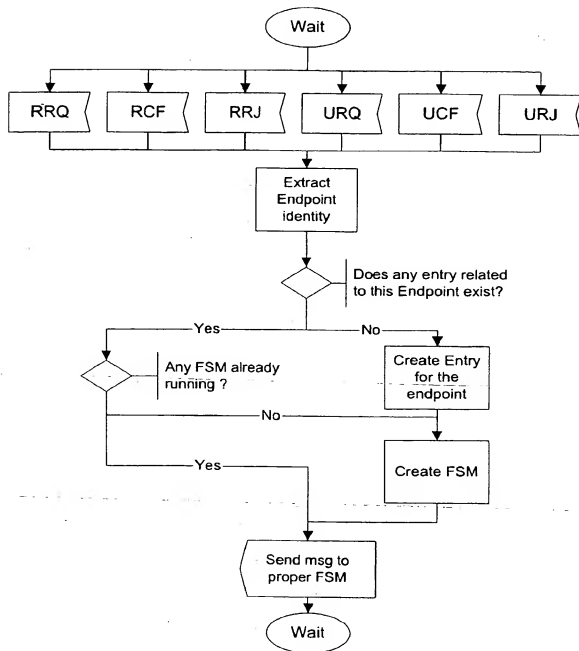 Wait
RRQ
RCF
RRJ
URQ
UCF
URJ
Extract
Endpoint
identity
Does any entry related
to this Endpoint exist?
Yes
No
Any FSM already
running ?
Create Entry
for the
endpoint
No
Yes
Create FSM
Send msg to
proper FSM
Wait